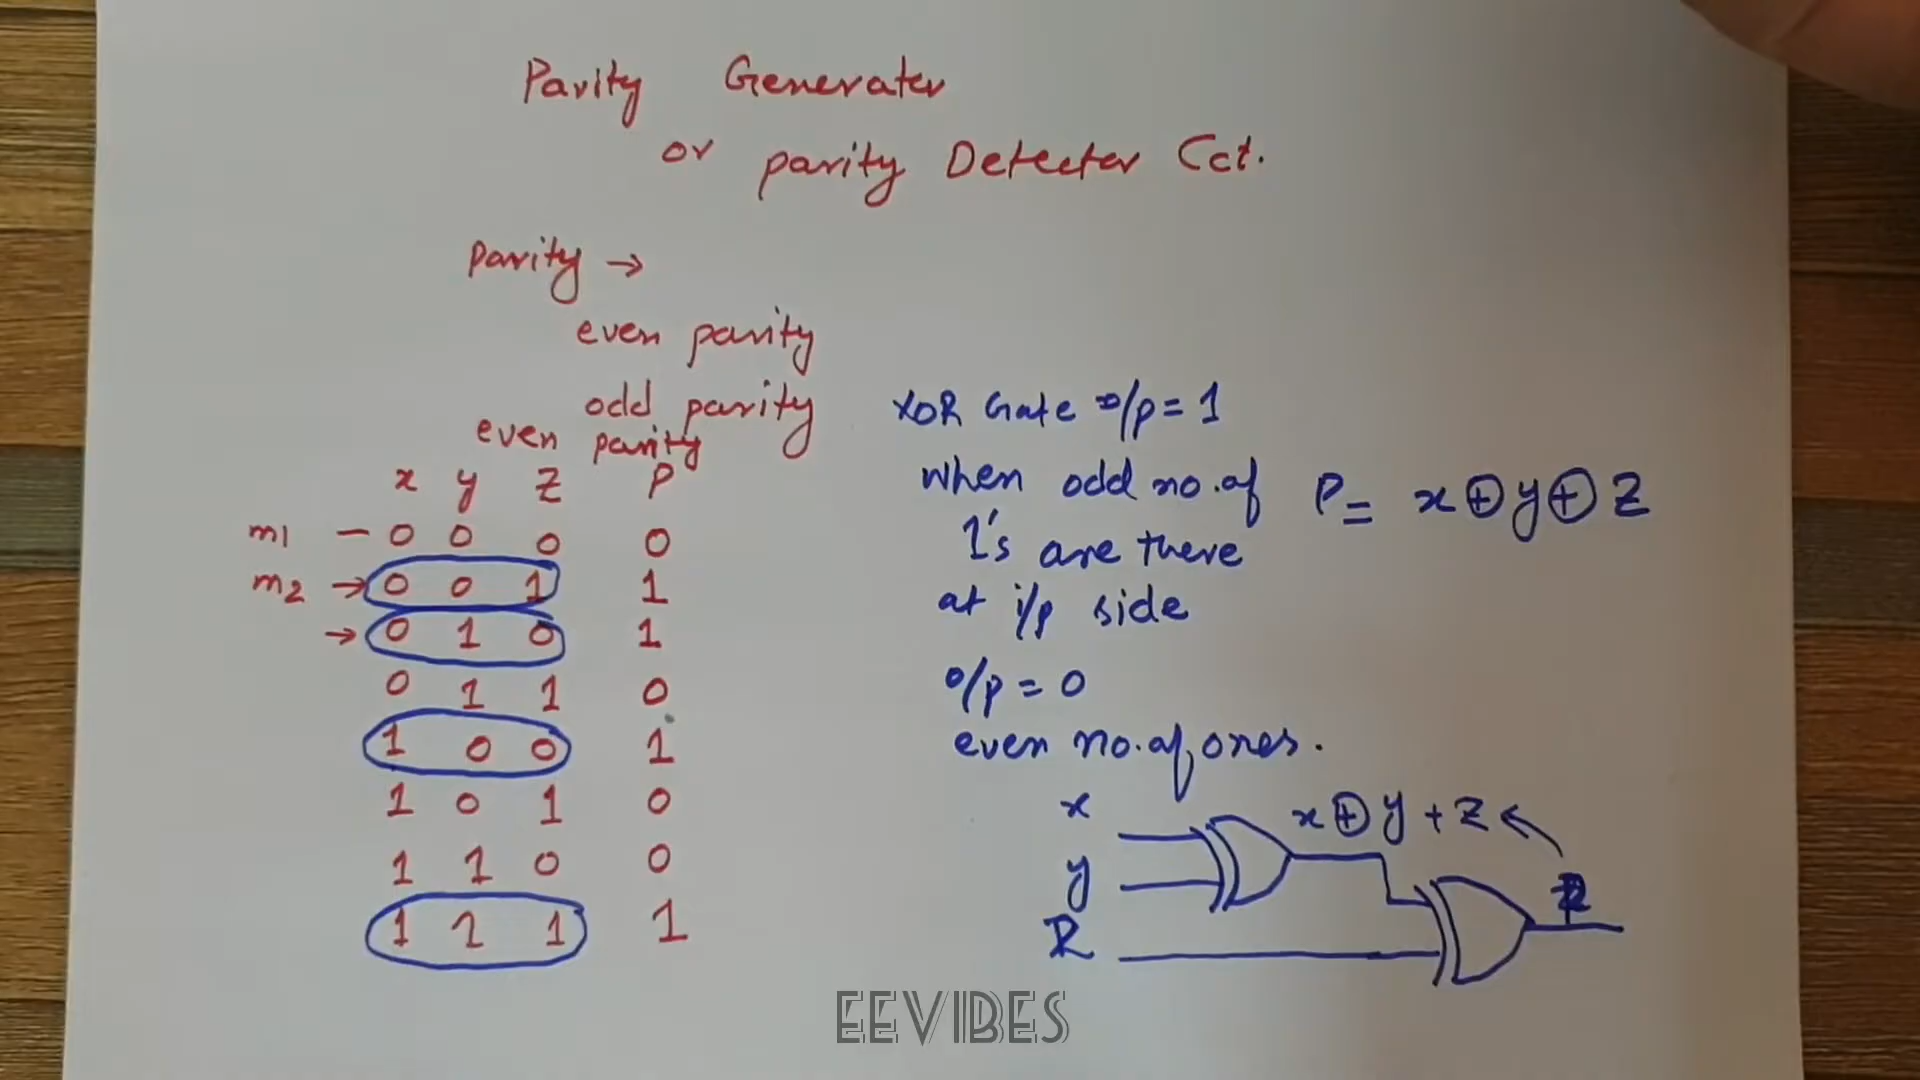 Parity Generater
or parity Detecter Cct.
parity →
even parity
odd parity
even parity
x y z P
m1 – 0 0 0 0
m2 → 0 0 1 1
→ 0 1 0 1
0 1 1 0
1 0 0 1
1 0 1 0
1 1 0 0
1 1 1 1
XOR Gate o/p = 1
when odd no. of
1's are there
at i/p side
o/p = 0
even no. of ones.
P = x ⊕ y ⊕ z
x
y
R
x ⊕ y + z ←
EEVIBES